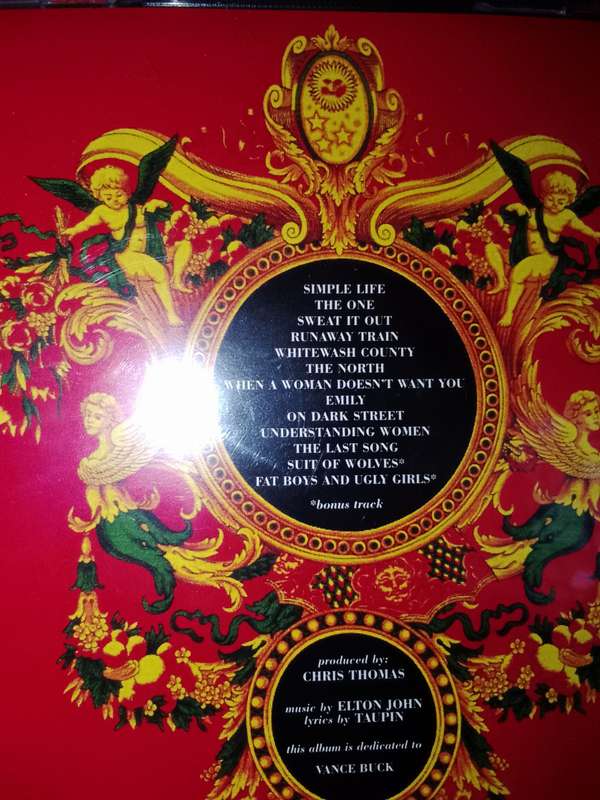 SIMPLE LIFE
THE ONE
SWEAT IT OUT
RUNAWAY TRAIN
WHITEWASH COUNTY
THE NORTH
WHEN A WOMAN DOESN'T WANT YOU
EMILY
ON DARK STREET
UNDERSTANDING WOMEN
THE LAST SONG
SUIT OF WOLVES*
FAT BOYS AND UGLY GIRLS*
*bonus track
produced by:
CHRIS THOMAS
music by ELTON JOHN
lyrics by TAUPIN
this album is dedicated to
VANCE BUCK